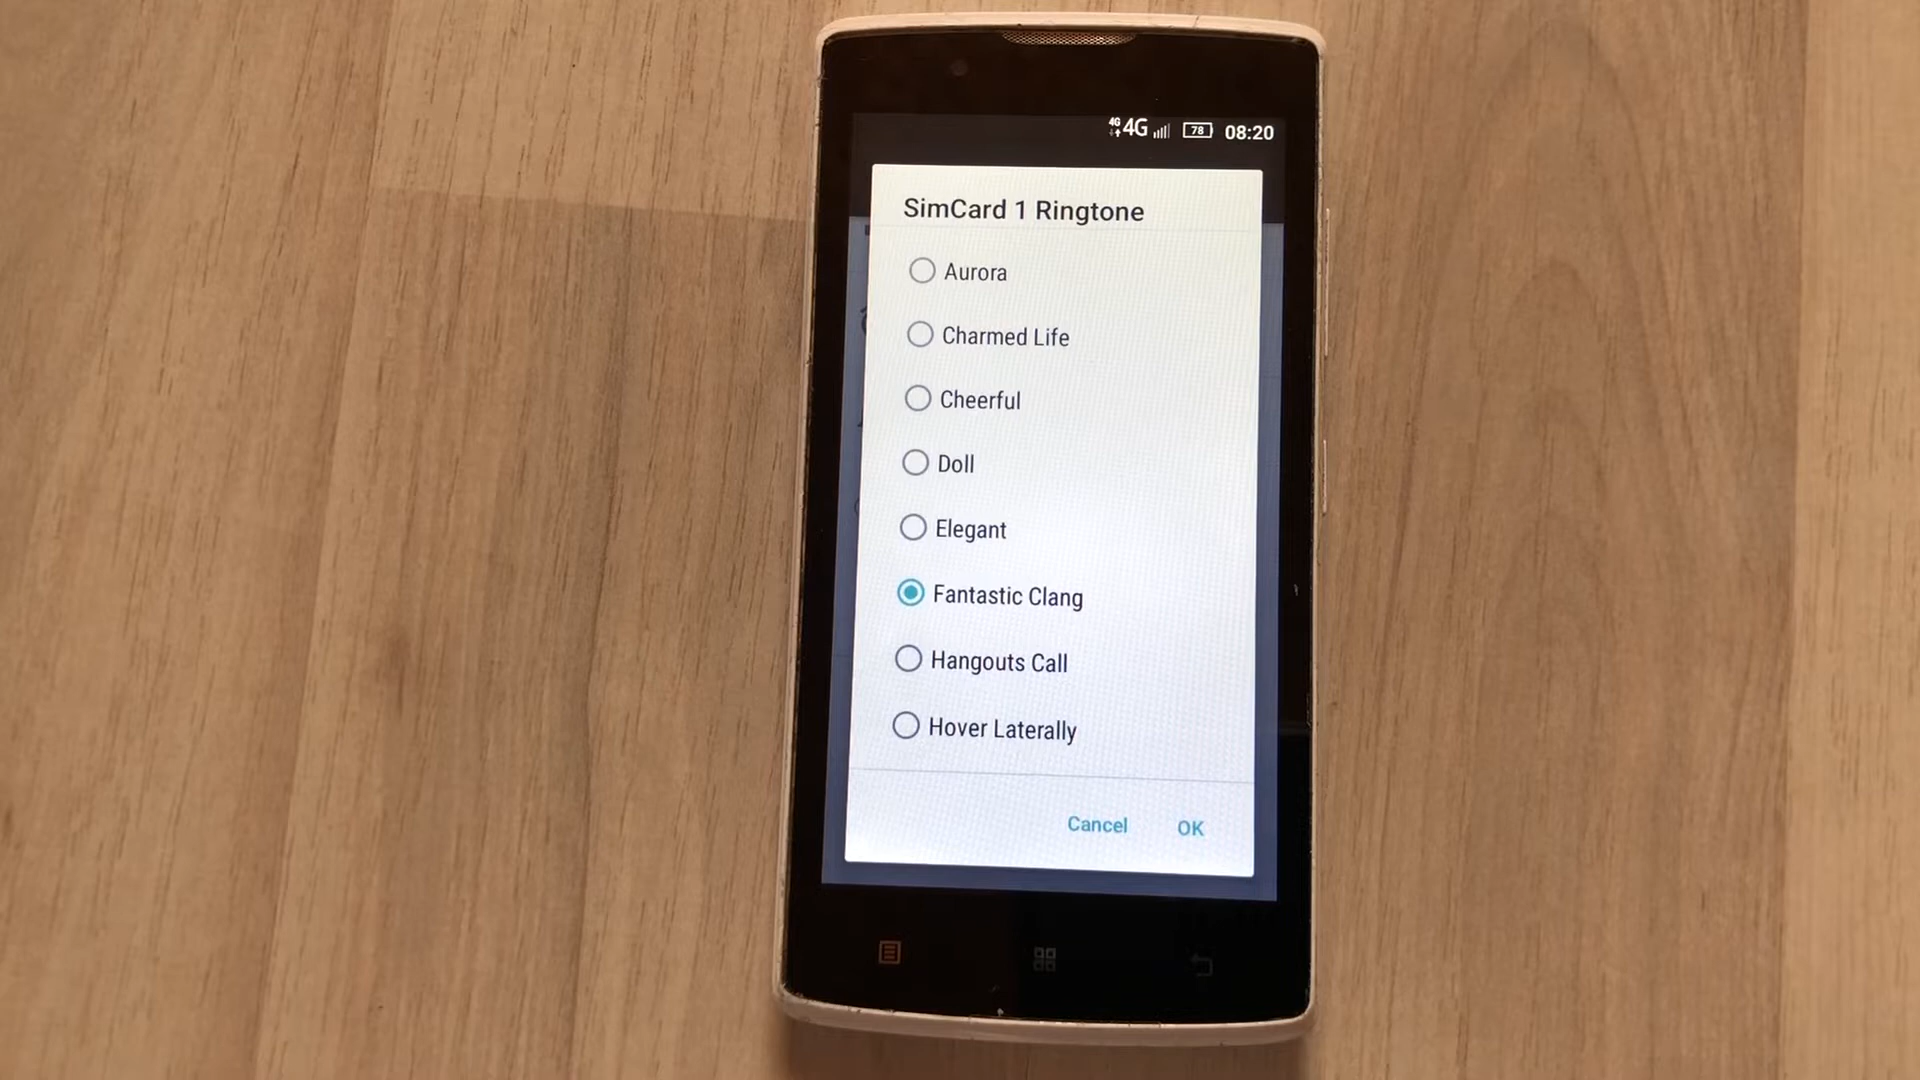 4G 4G 78 08:20
SimCard 1 Ringtone
Aurora
Charmed Life
Cheerful
Doll
Elegant
Fantastic Clang
Hangouts Call
Hover Laterally
Cancel OK